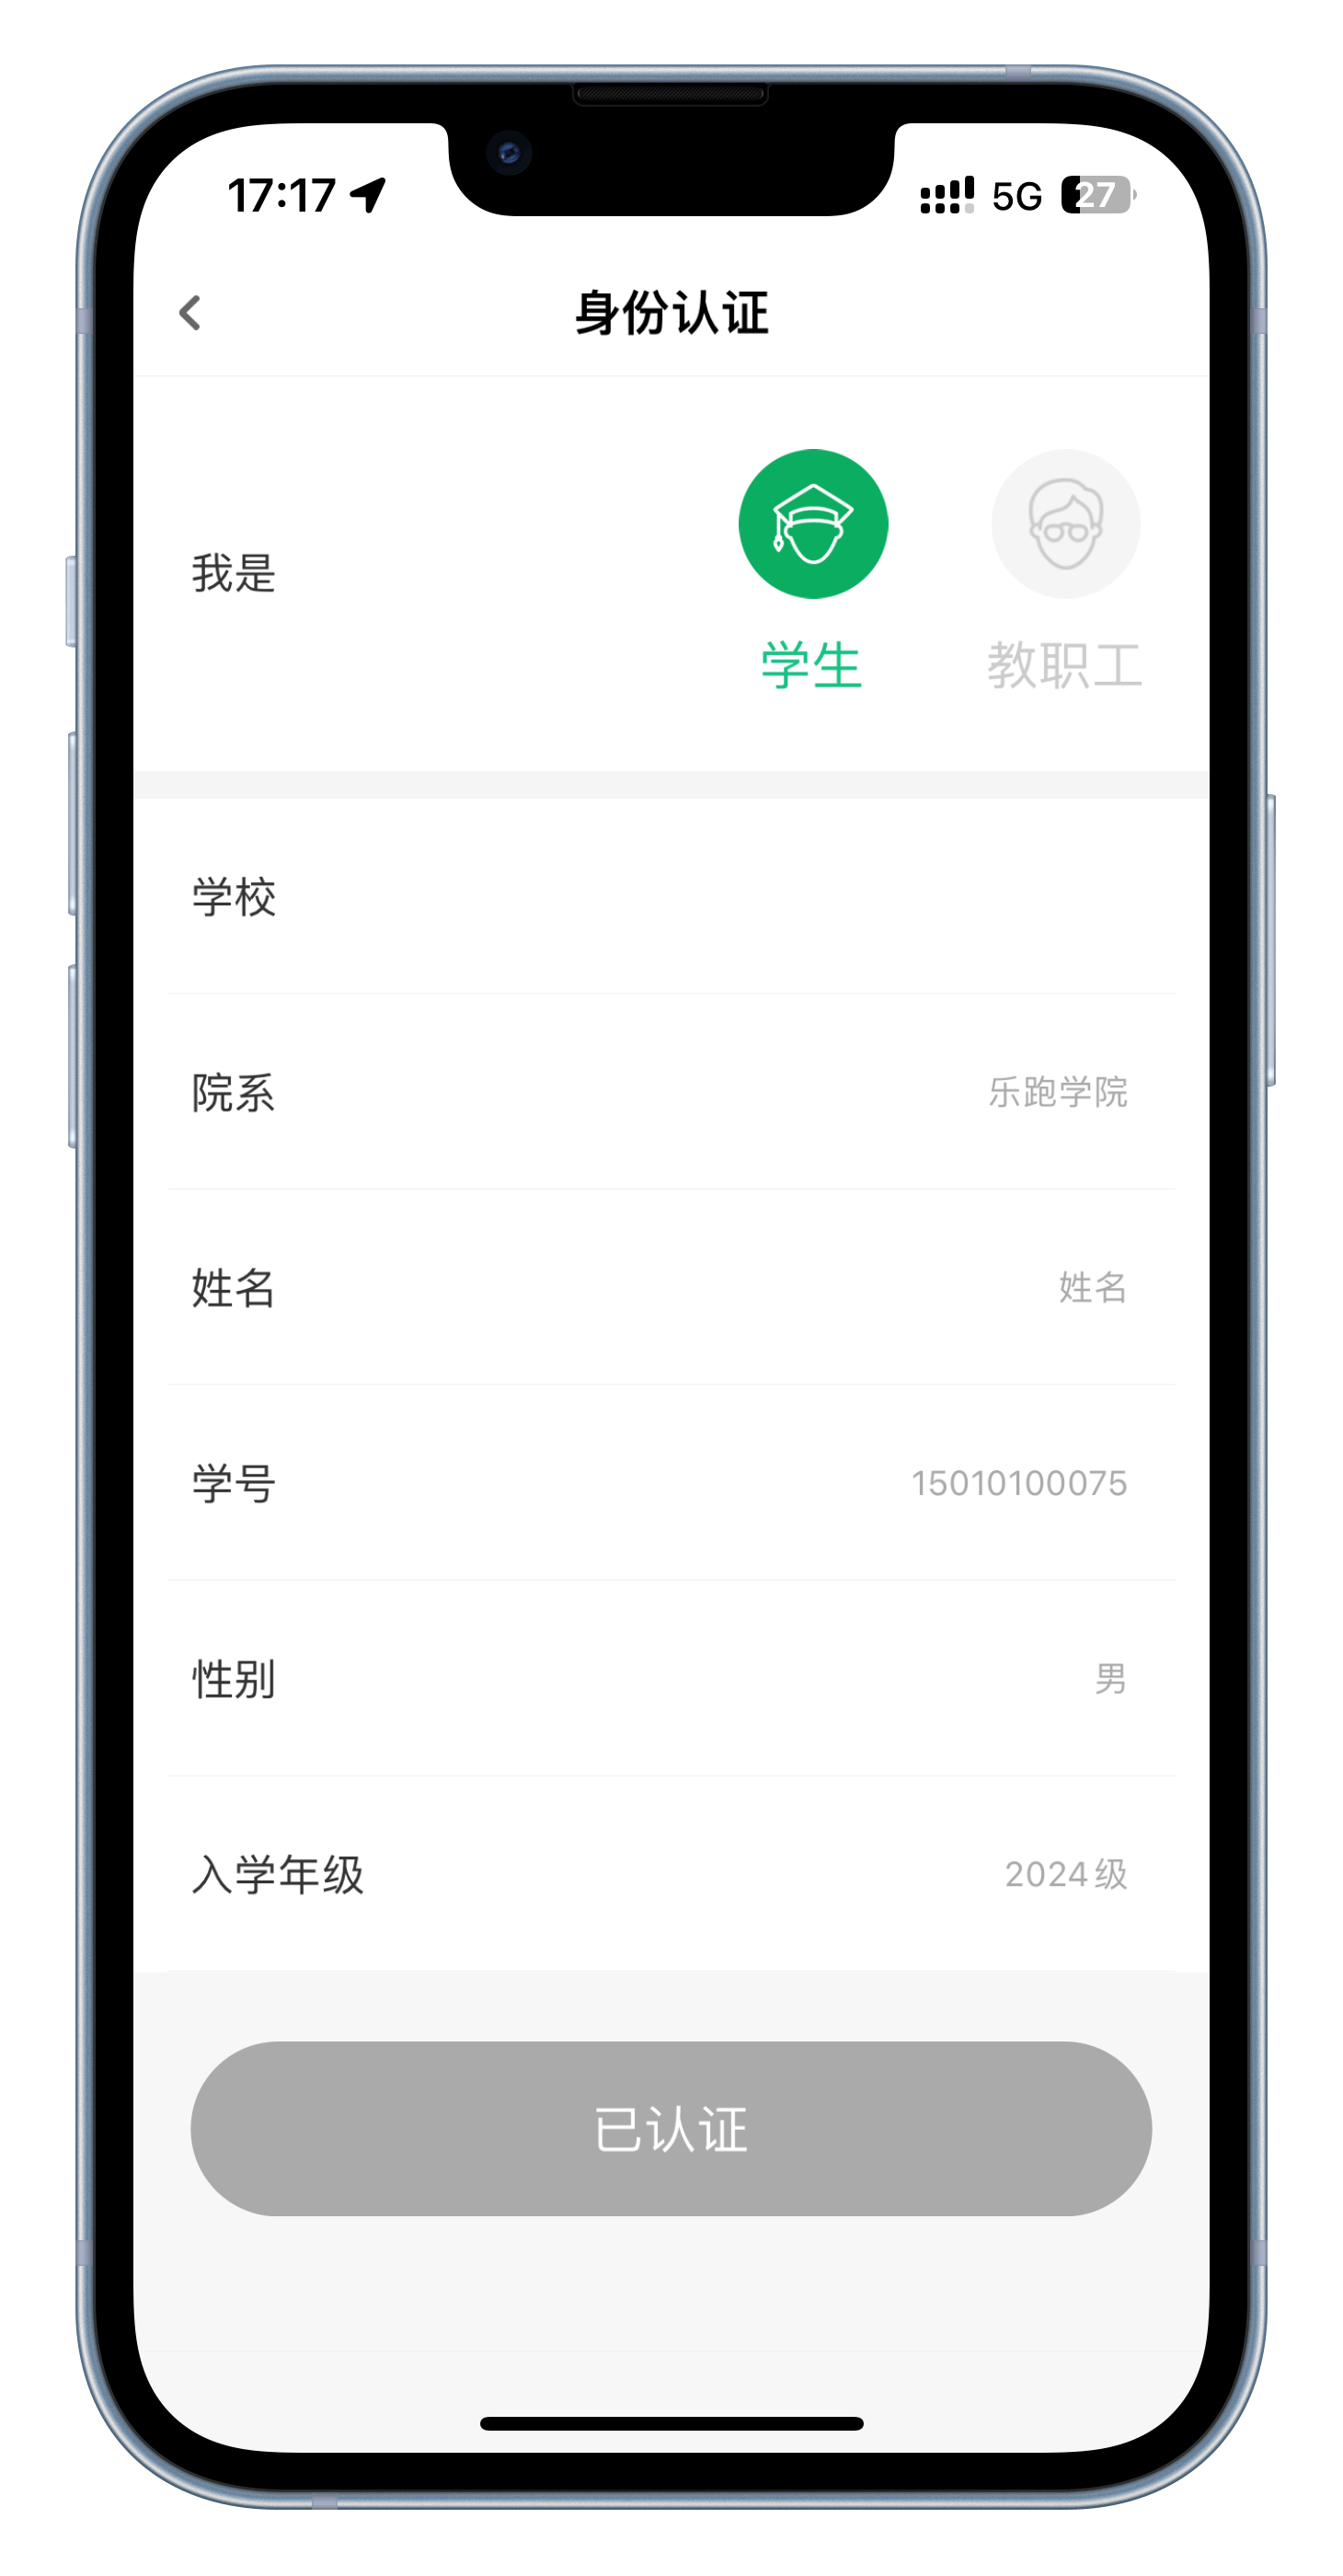 17:17 5G 27
身份认证
我是
学生 教职工
学校
院系 乐跑学院
姓名 姓名
学号 15010100075
性别 男
入学年级 2024级
已认证